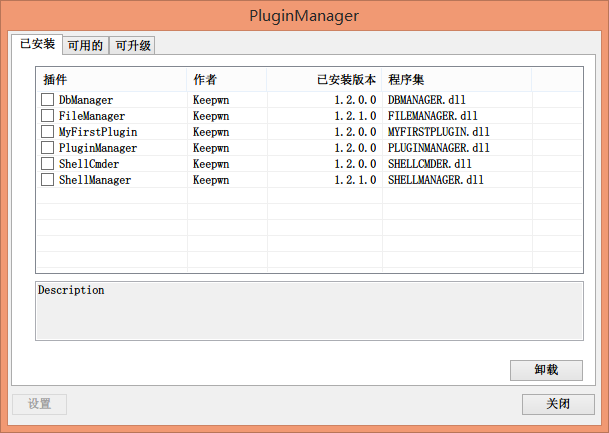 PluginManager
已安装 可用的 可升级
插件 作者 已安装版本 程序集
DbManager Keepwn 1.2.0.0 DBMANAGER.dll
FileManager Keepwn 1.2.1.0 FILEMANAGER.dll
MyFirstPlugin Keepwn 1.2.0.0 MYFIRSTPLUGIN.dll
PluginManager Keepwn 1.2.0.0 PLUGINMANAGER.dll
ShellCmder Keepwn 1.2.0.0 SHELLCMDER.dll
ShellManager Keepwn 1.2.1.0 SHELLMANAGER.dll
Description
卸载
设置 关闭